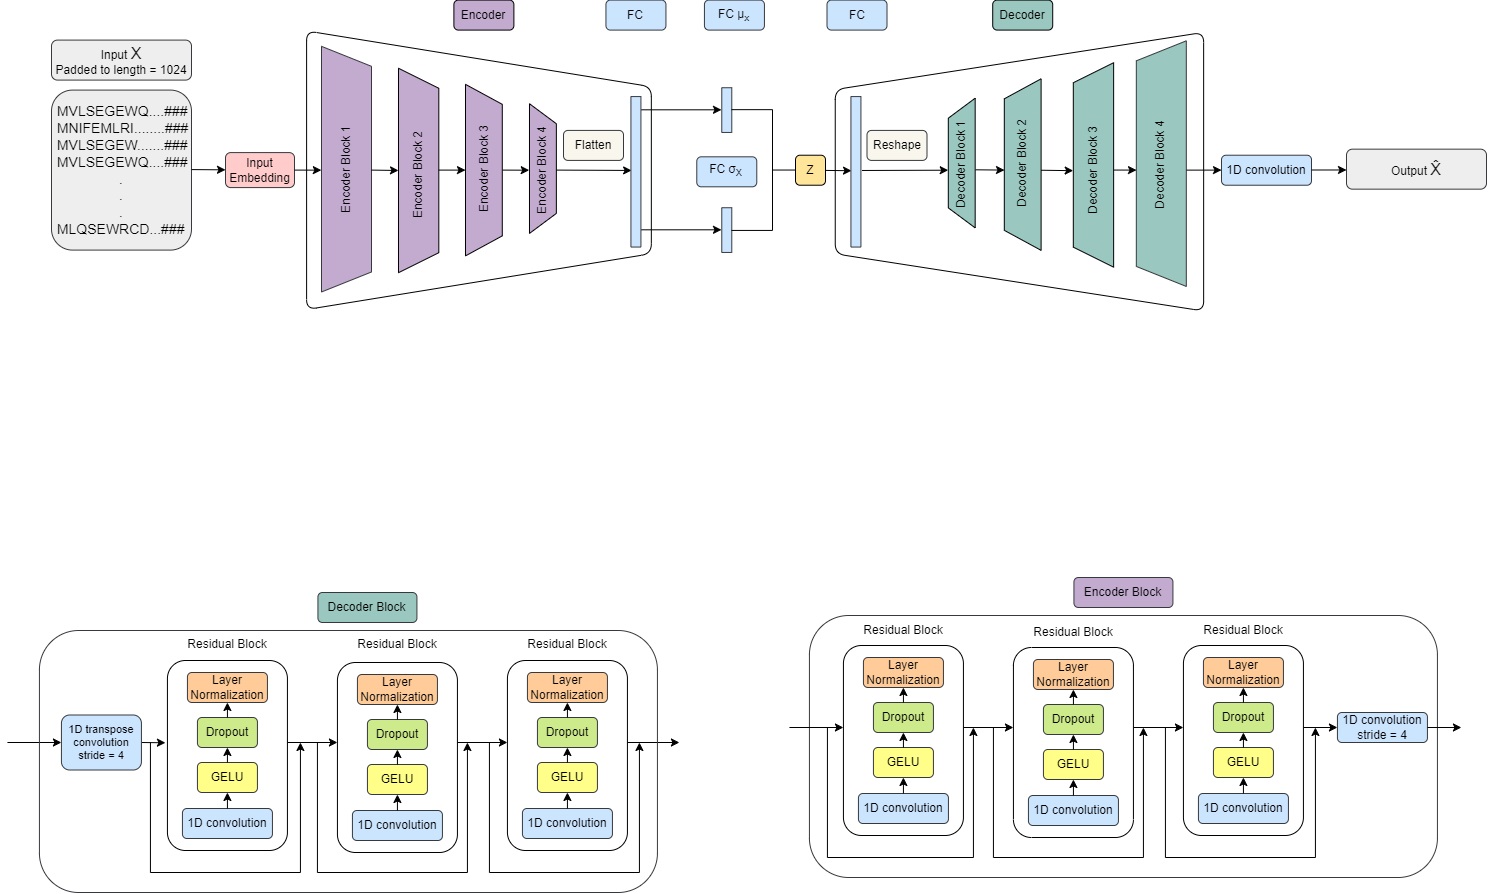 Encoder
FC
FC μx
FC
Decoder
Input X
Padded to length = 1024
MVLSEGEWQ....###
MNIFEMLRI........###
MVLSEGEW.......###
MVLSEGEWQ....###
.
.
.
MLQSEWRCD...###
Input
Embedding
Encoder Block 1
Encoder Block 2
Encoder Block 3
Encoder Block 4
Flatten
FC σX
Z
Reshape
Decoder Block 1
Decoder Block 2
Decoder Block 3
Decoder Block 4
1D convolution
Output X̂
Decoder Block
Residual Block
Residual Block
Residual Block
1D transpose
convolution
stride = 4
Layer
Normalization
Dropout
GELU
1D convolution
Layer
Normalization
Dropout
GELU
1D convolution
Layer
Normalization
Dropout
GELU
1D convolution
Encoder Block
Residual Block
Residual Block
Residual Block
Layer
Normalization
Dropout
GELU
1D convolution
Layer
Normalization
Dropout
GELU
1D convolution
Layer
Normalization
Dropout
GELU
1D convolution
1D convolution
stride = 4